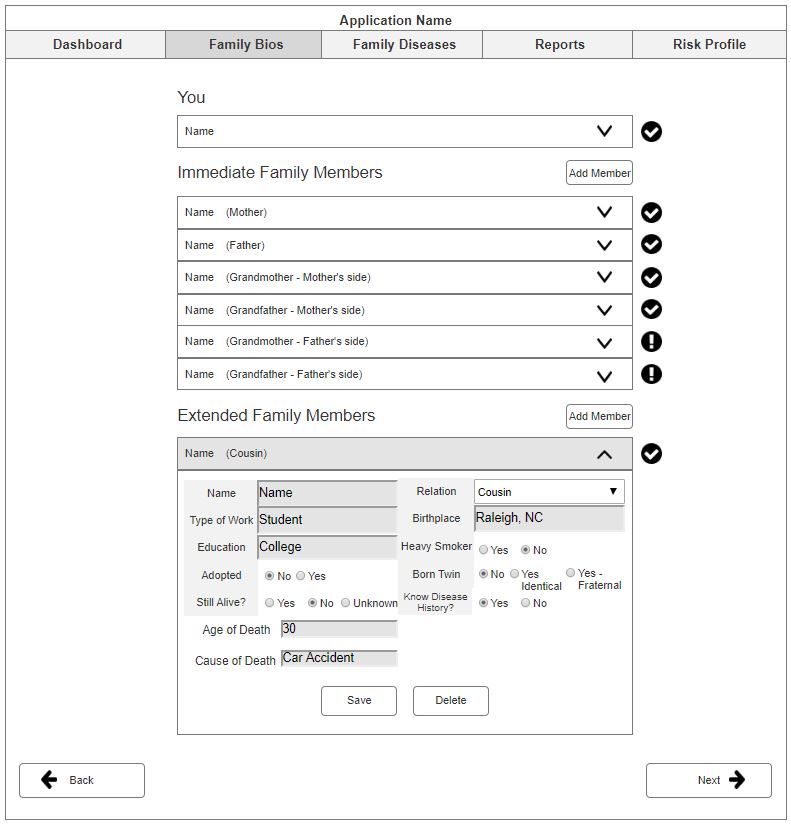 Application Name
Dashboard Family Bios Family Diseases Reports Risk Profile
You
Name
Immediate Family Members Add Member
Name (Mother)
Name (Father)
Name (Grandmother - Mother's side)
Name (Grandfather - Mother's side)
Name (Grandmother - Father's side)
Name (Grandfather - Father's side)
Extended Family Members Add Member
Name (Cousin)
Name Name Relation Cousin
Type of Work Student Birthplace Raleigh, NC
Education College Heavy Smoker Yes No
Adopted No Yes Born Twin No Yes Identical Yes - Fraternal
Still Alive? Yes No Unknown Know Disease History? Yes No
Age of Death 30
Cause of Death Car Accident
Save Delete
Back Next